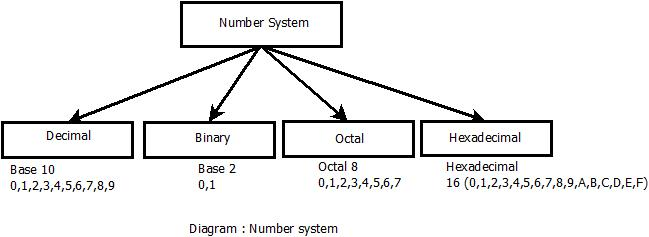 Number System
Decimal
Binary
Octal
Hexadecimal
Base 10
0,1,2,3,4,5,6,7,8,9
Base 2
0,1
Octal 8
0,1,2,3,4,5,6,7
Hexadecimal
16 (0,1,2,3,4,5,6,7,8,9,A,B,C,D,E,F)
Diagram : Number system